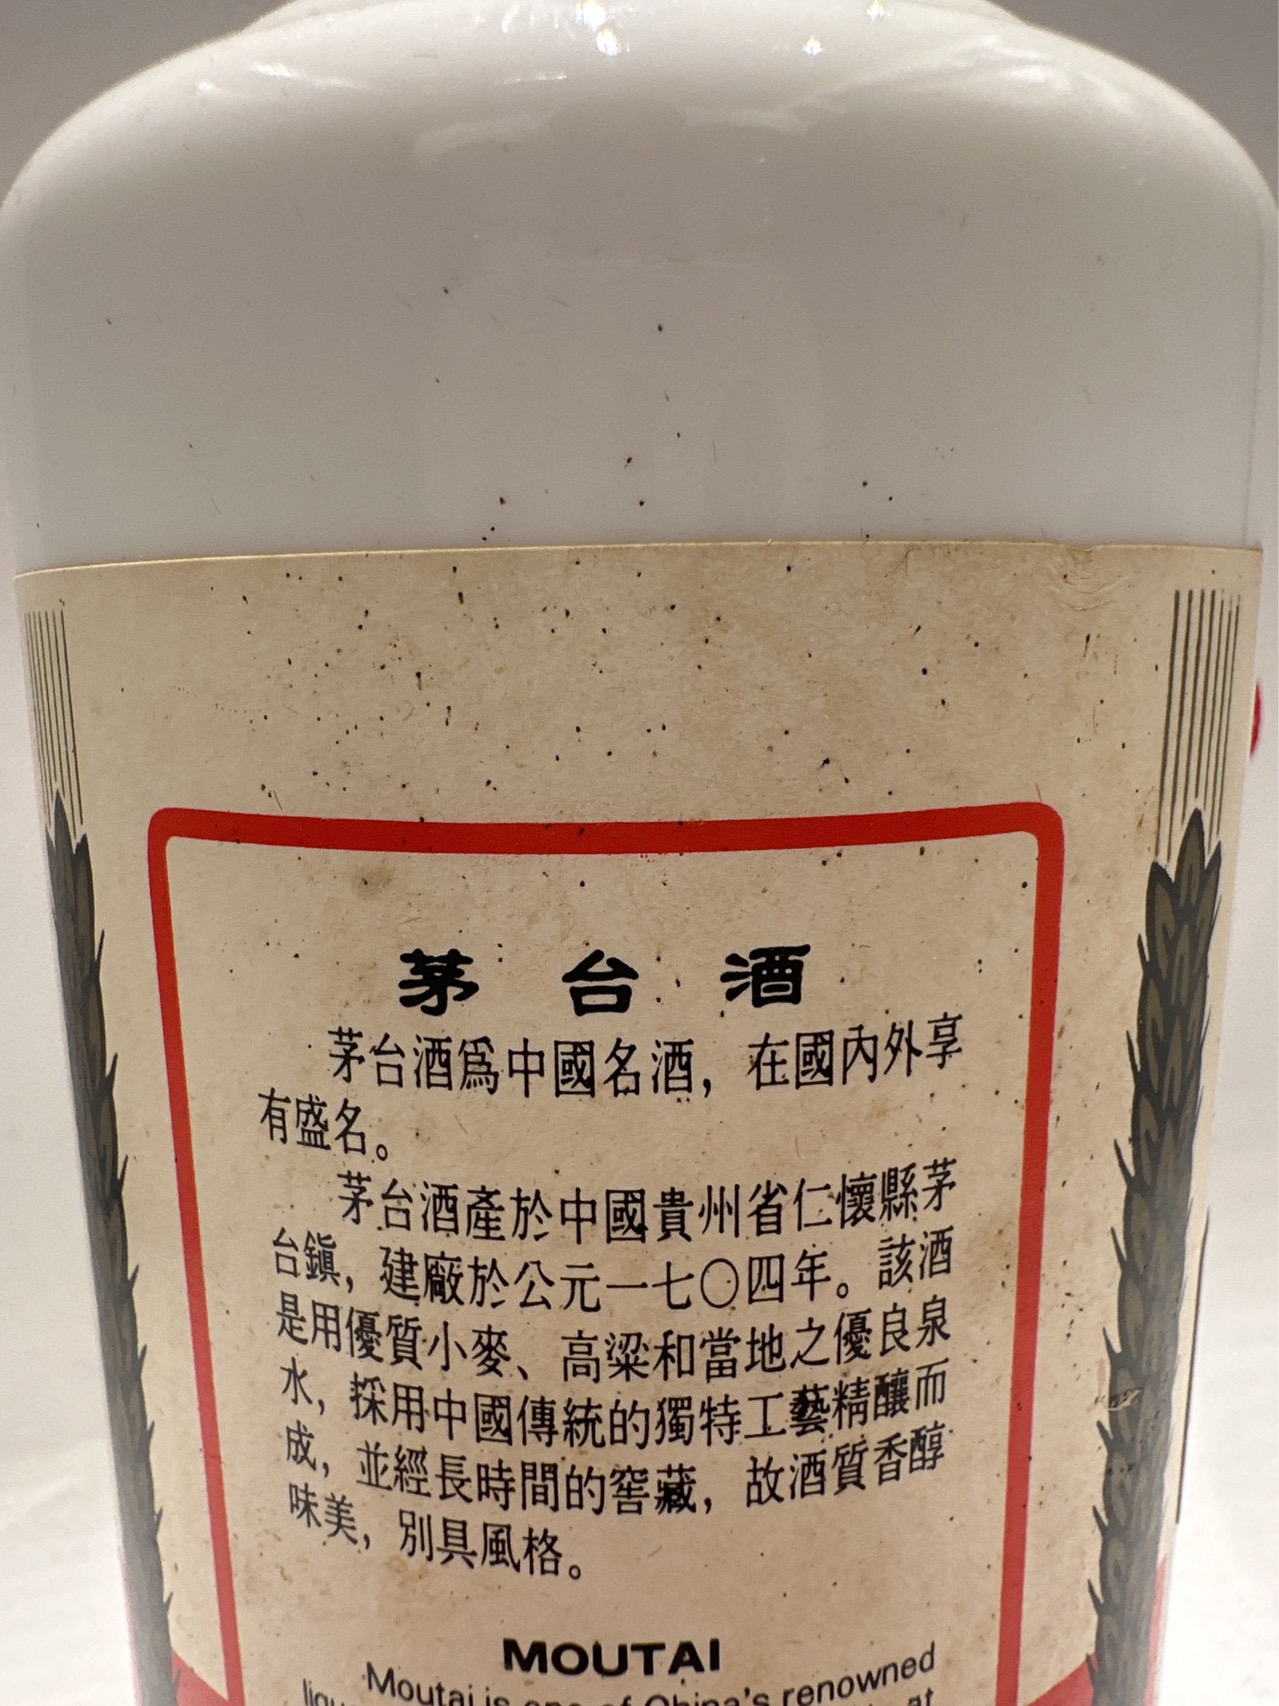 茅台酒
茅台酒爲中國名酒，在國內外享
有盛名。
茅台酒產於中國貴州省仁懷縣茅
台鎭，建廠於公元一七〇四年。該酒
是用優質小麥、高粱和當地之優良泉
水，採用中國傳統的獨特工藝精釀而
成，並經長時間的窖藏，故酒質香醇
味美，別具風格。
MOUTAI
Moutai is one of China's renowned
at